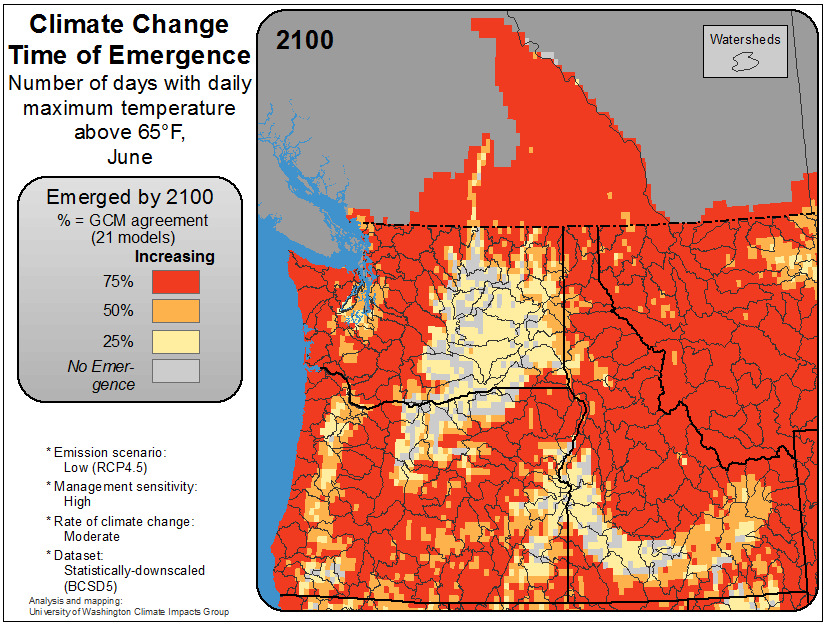 Climate Change
Time of Emergence
Number of days with daily
maximum temperature
above 65°F,
June
Emerged by 2100
% = GCM agreement
(21 models)
Increasing
75%
50%
25%
No Emer-
gence
* Emission scenario:
Low (RCP4.5)
* Management sensitivity:
High
* Rate of climate change:
Moderate
* Dataset:
Statistically-downscaled
(BCSD5)
Analysis and mapping:
University of Washington Climate Impacts Group
2100
Watersheds